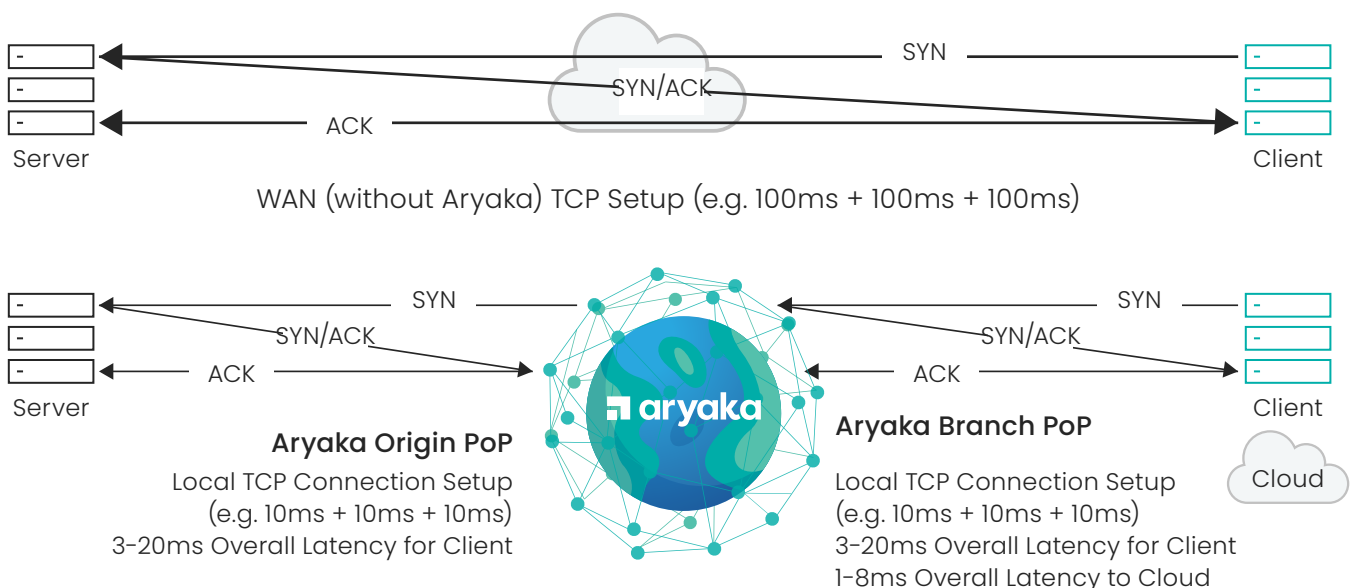 SYN
SYN/ACK
ACK
Server
Client
WAN (without Aryaka) TCP Setup (e.g. 100ms + 100ms + 100ms)
SYN
SYN
SYN/ACK
SYN/ACK
ACK
ACK
Server
Client
aryaka
Aryaka Origin PoP
Local TCP Connection Setup
(e.g. 10ms + 10ms + 10ms)
3-20ms Overall Latency for Client
Aryaka Branch PoP
Local TCP Connection Setup
(e.g. 10ms + 10ms + 10ms)
3-20ms Overall Latency for Client
1-8ms Overall Latency to Cloud
Cloud